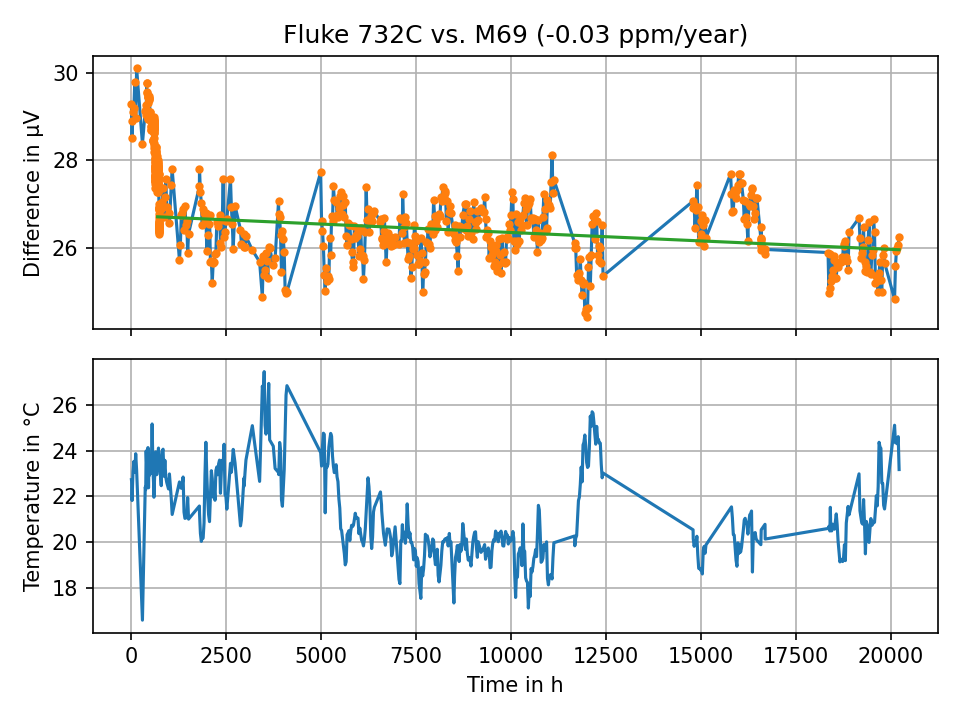 Fluke 732C vs. M69 (-0.03 ppm/year)
Difference in µV
30
28
26
Temperature in °C
26
24
22
20
18
0 2500 5000 7500 10000 12500 15000 17500 20000
Time in h